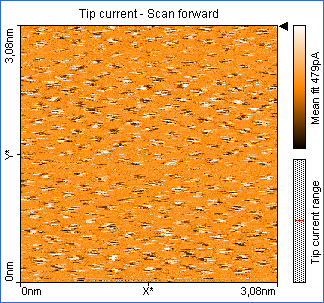 Tip current - Scan forward
3,08nm
Y*
0nm
0nm
X*
3,08nm
Mean fit 479pA
Tip current range